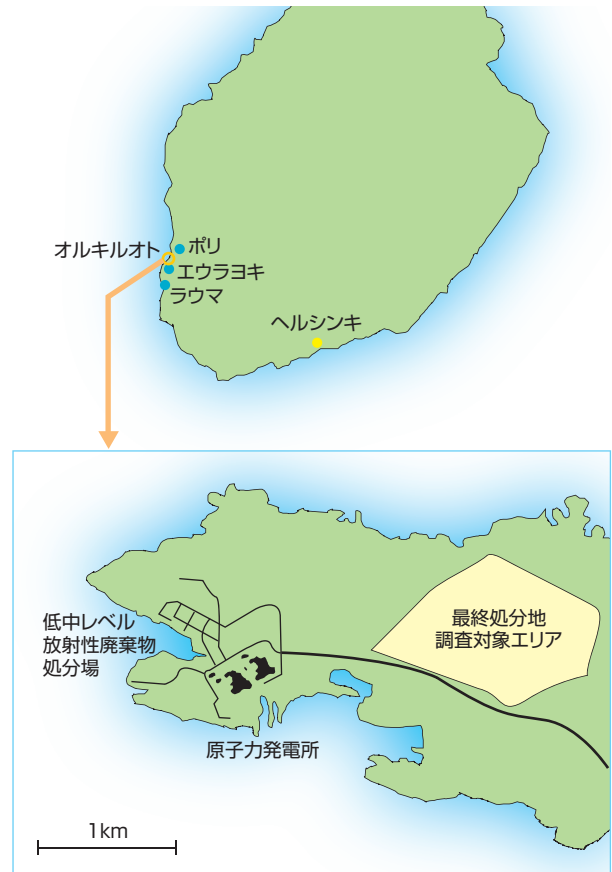 オルキルオト
ポリ
エウラヨキ
ラウマ
ヘルシンキ
低中レベル
放射性廃棄物
処分場
最終処分地
調査対象エリア
原子力発電所
1km